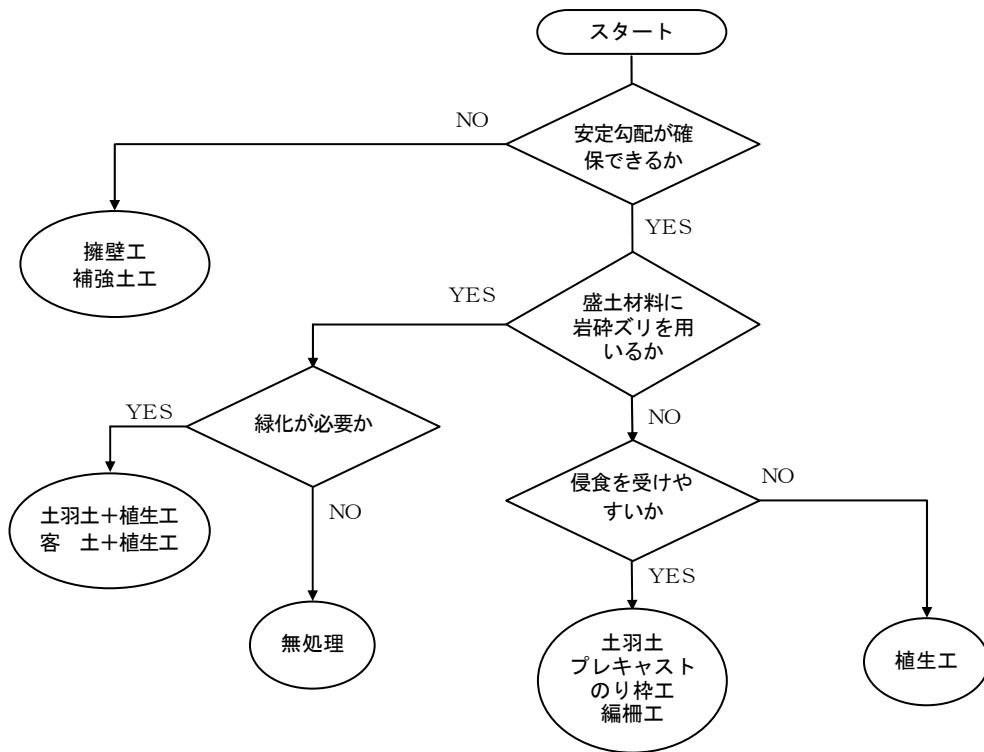 スタート
NO
安定勾配が確
保できるか
YES
擁壁工
補強土工
YES
盛土材料に
岩砕ズリを用
いるか
YES
緑化が必要か
NO
侵食を受けや
すいか
NO
土羽土＋植生工
客　土＋植生工
NO
YES
無処理
土羽土
プレキャスト
のり枠工
編柵工
植生工